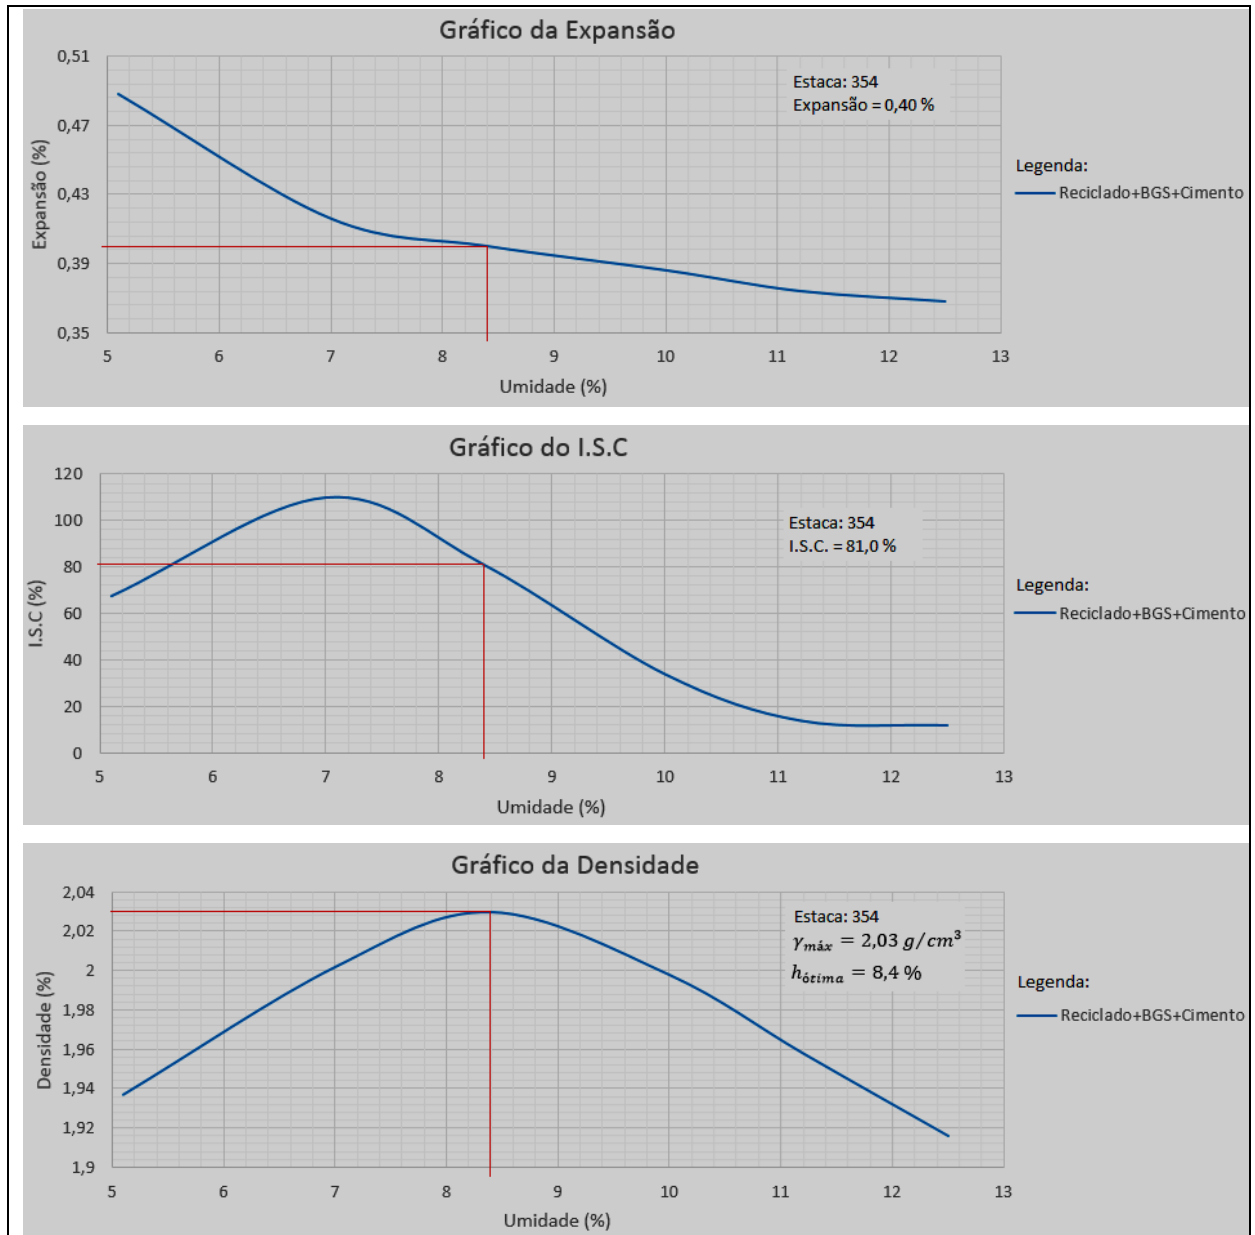 Gráfico da Expansão
0,51
0,47
0,43
0,39
0,35
Expansão (%)
5 6 7 8 9 10 11 12 13
Umidade (%)
Estaca: 354
Expansão = 0,40 %
Legenda:
Reciclado+BGS+Cimento
Gráfico do I.S.C
120
100
80
60
40
20
0
I.S.C (%)
5 6 7 8 9 10 11 12 13
Umidade (%)
Estaca: 354
I.S.C. = 81,0 %
Legenda:
Reciclado+BGS+Cimento
Gráfico da Densidade
2,04
2,02
2
1,98
1,96
1,94
1,92
1,9
Densidade (%)
5 6 7 8 9 10 11 12 13
Umidade (%)
Estaca: 354
γmáx = 2,03 g/cm³
hótima = 8,4 %
Legenda:
Reciclado+BGS+Cimento